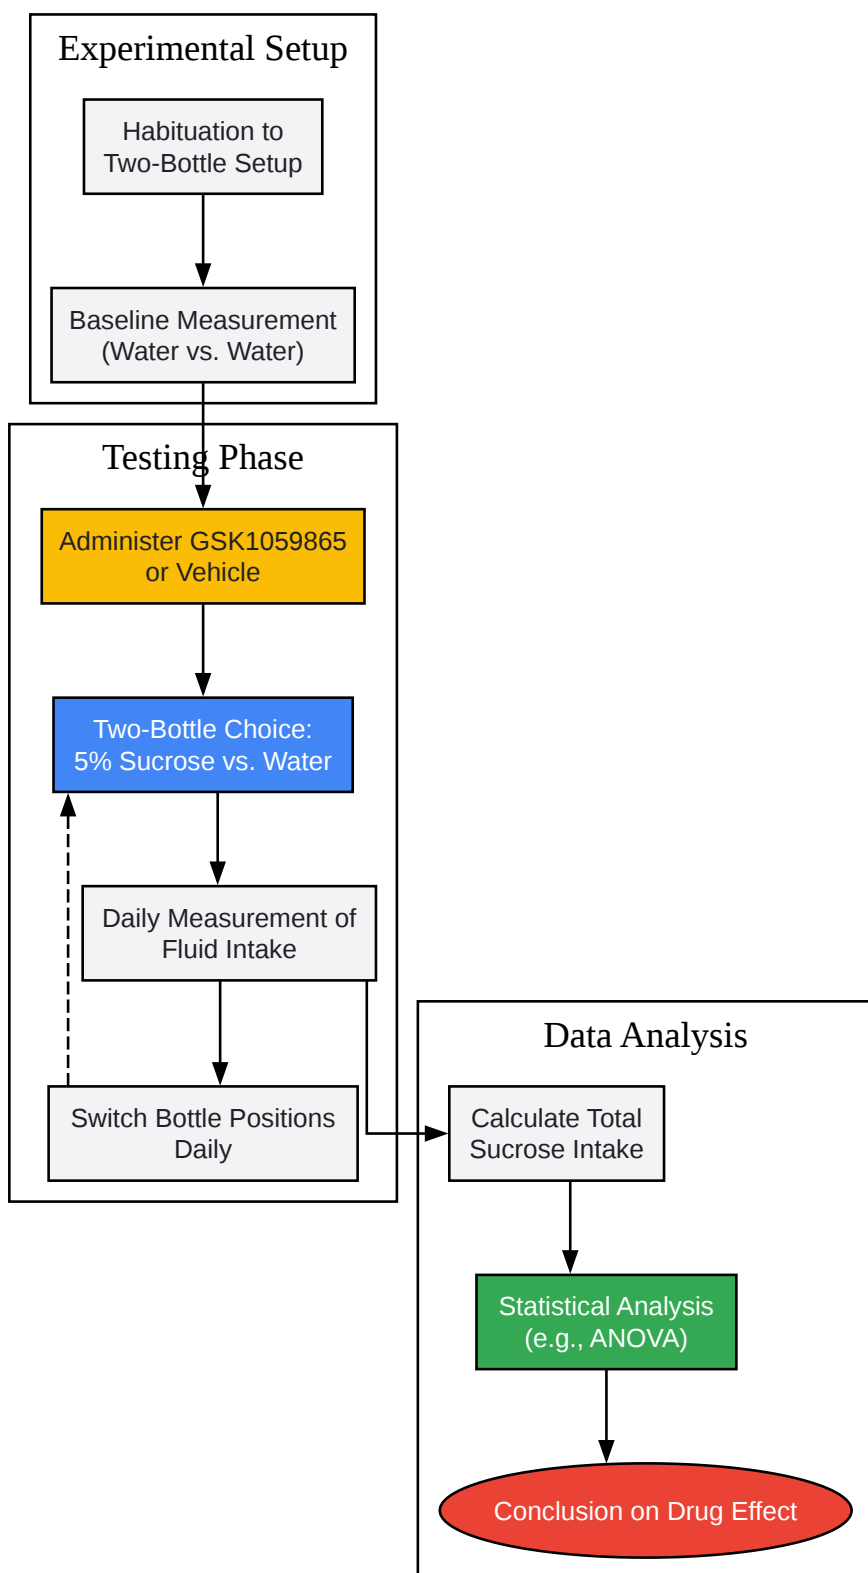 Experimental Setup
Habituation to
Two-Bottle Setup
Baseline Measurement
(Water vs. Water)
Testing Phase
Administer GSK1059865
or Vehicle
Two-Bottle Choice:
5% Sucrose vs. Water
Daily Measurement of
Fluid Intake
Switch Bottle Positions
Daily
Data Analysis
Calculate Total
Sucrose Intake
Statistical Analysis
(e.g., ANOVA)
Conclusion on Drug Effect